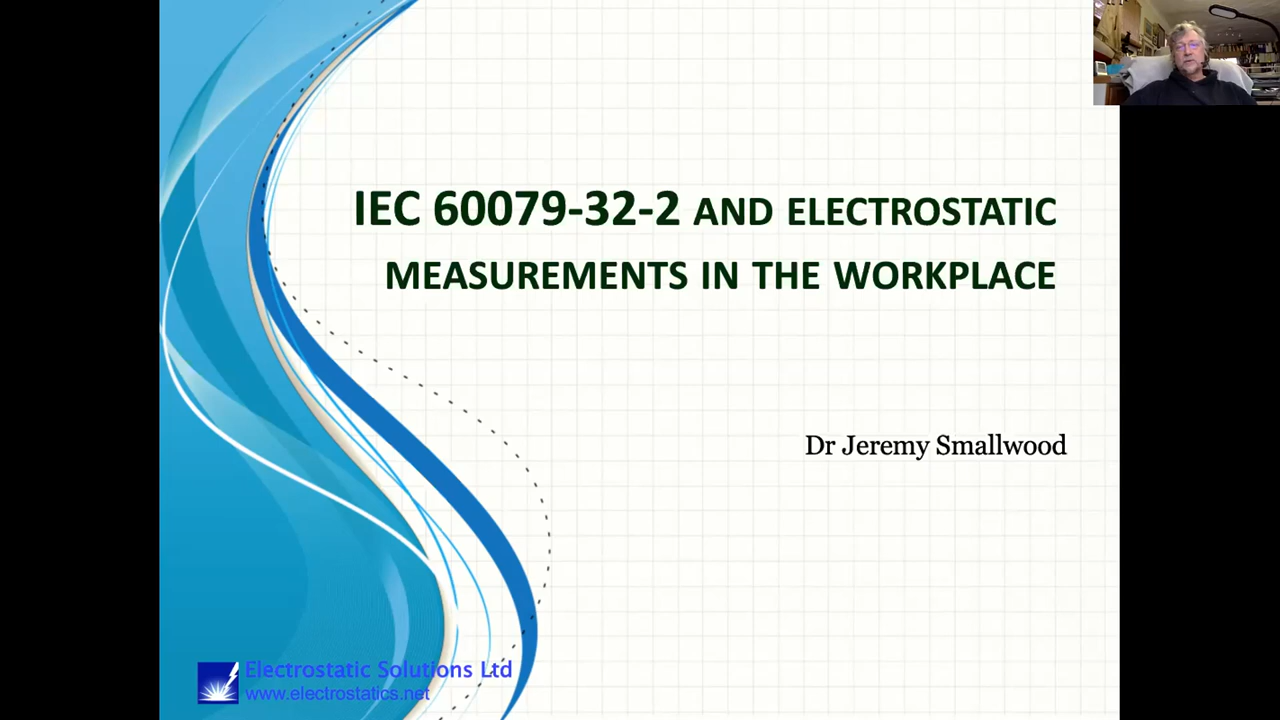 IEC 60079-32-2 AND ELECTROSTATIC
MEASUREMENTS IN THE WORKPLACE
Dr Jeremy Smallwood
Electrostatic Solutions Ltd
www.electrostatics.net